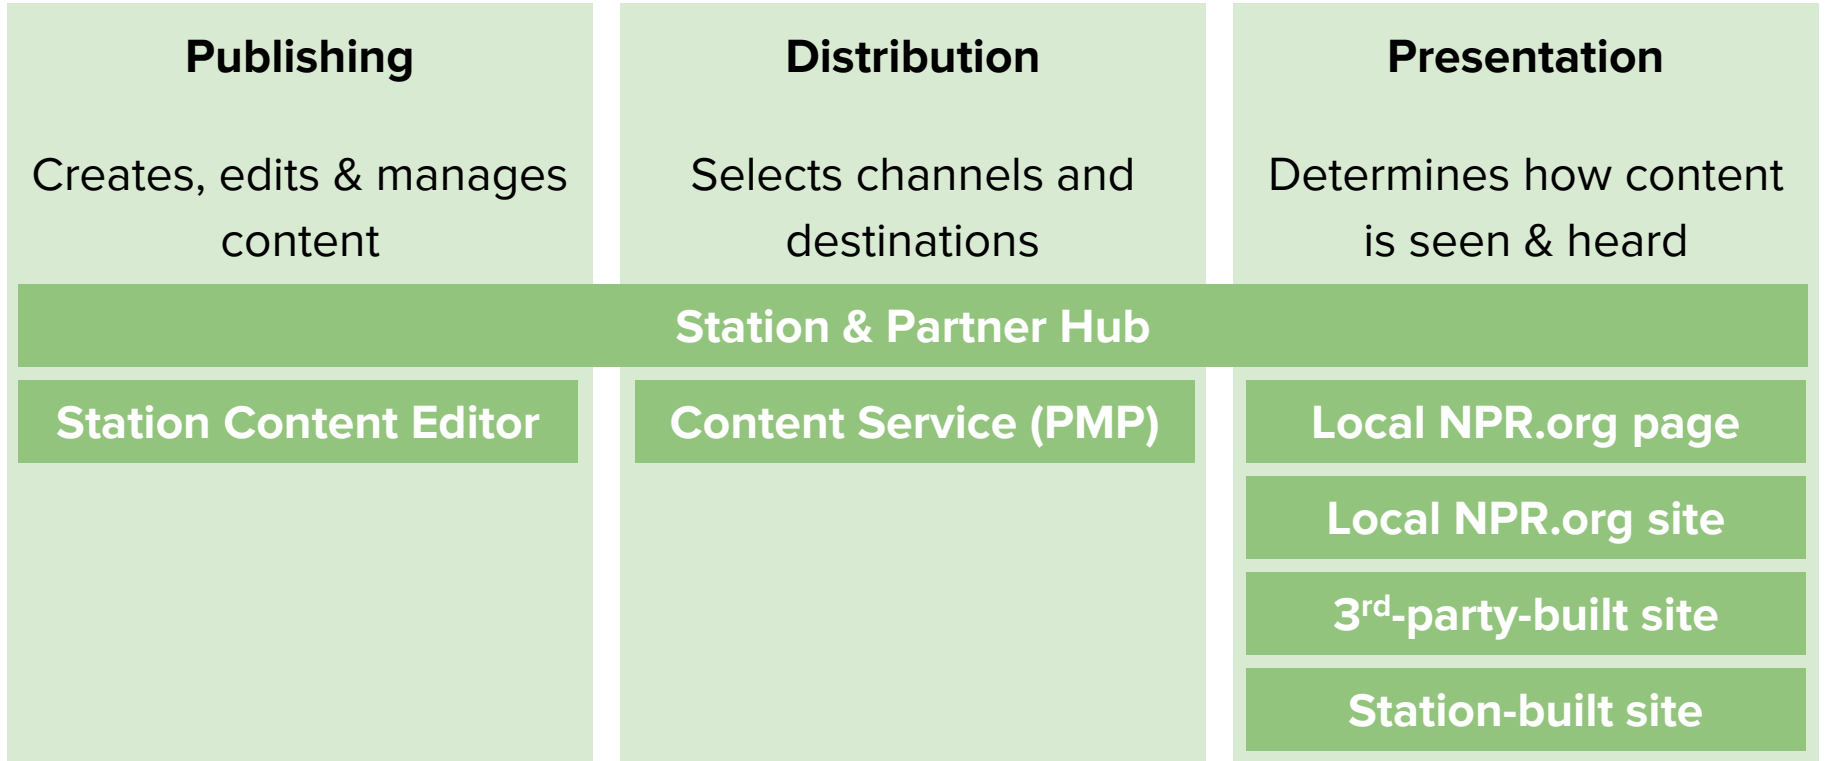 Publishing
Creates, edits & manages
content
Distribution
Selects channels and
destinations
Presentation
Determines how content
is seen & heard
Station & Partner Hub
Station Content Editor
Content Service (PMP)
Local NPR.org page
Local NPR.org site
3rd-party-built site
Station-built site